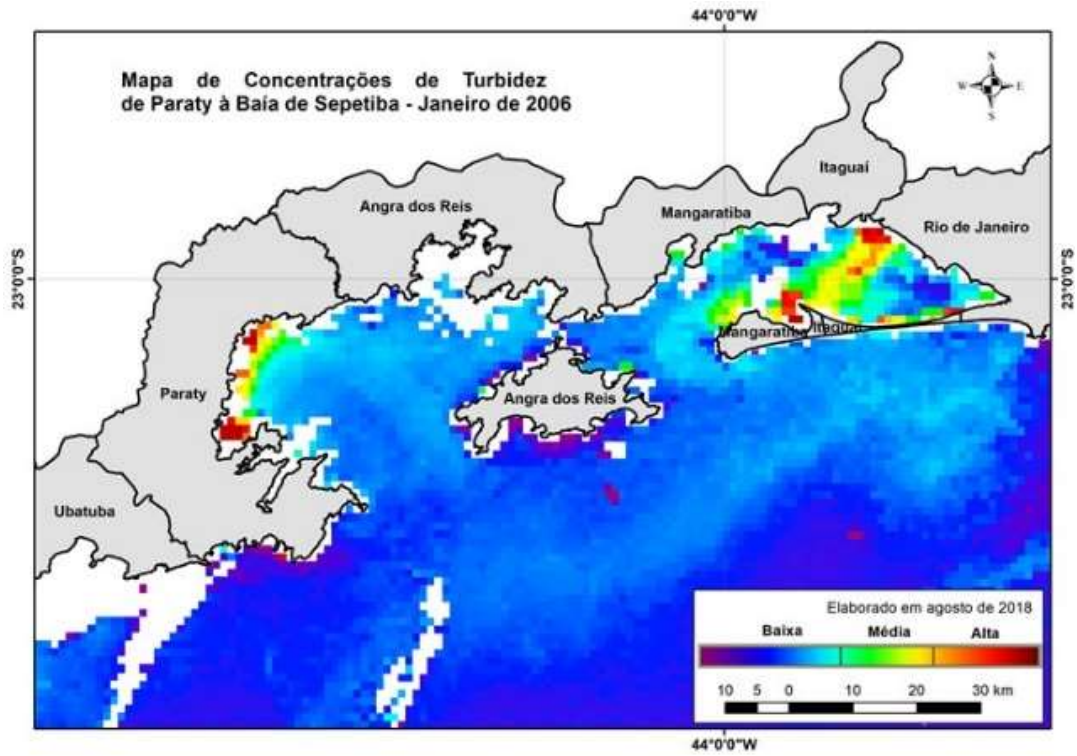 44°0'0"W
Mapa de Concentrações de Turbidez
de Paraty à Baía de Sepetiba - Janeiro de 2006
N
W E
S
Itaguaí
Angra dos Reis
Mangaratiba
Rio de Janeiro
23°0'0"S
23°0'0"S
Mangaratiba
Itaguaí
Paraty
Angra dos Reis
Ubatuba
Elaborado em agosto de 2018
Baixa Média Alta
10 5 0 10 20 30 km
44°0'0"W